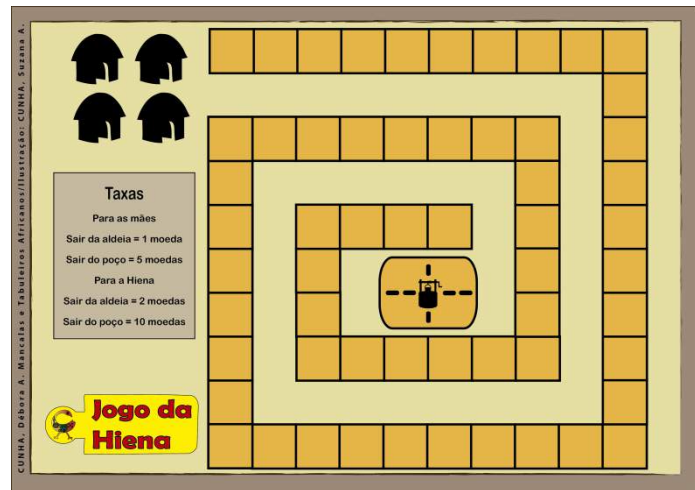 CUNHA, Débora A. Mancalas e Tabuleiros Africanos/Ilustração: CUNHA, Suzana A.
Taxas
Para as mães
Sair da aldeia = 1 moeda
Sair do poço = 5 moedas
Para a Hiena
Sair da aldeia = 2 moedas
Sair do poço = 10 moedas
Jogo da
Hiena